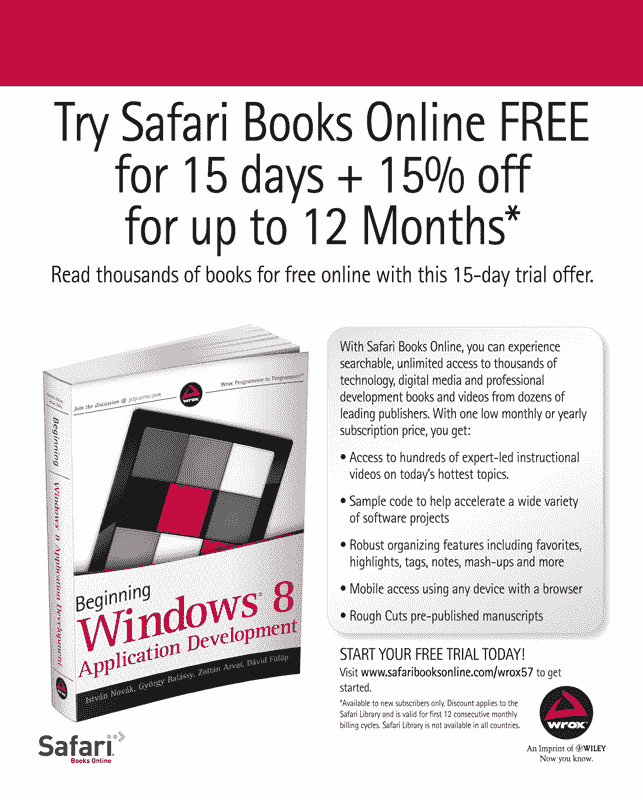 Try Safari Books Online FREE
for 15 days + 15% off
for up to 12 Months*
Read thousands of books for free online with this 15-day trial offer.
Join the discussion @ p2p.wrox.com
Wrox Programmer to Programmer™
wrox
Beginning
Windows® 8
Application Development
István Novák, György Balássy, Zoltán Arvai, Dávid Fülöp
Beginning
Windows® 8 Application Development
With Safari Books Online, you can experience
searchable, unlimited access to thousands of
technology, digital media and professional
development books and videos from dozens of
leading publishers. With one low monthly or yearly
subscription price, you get:
• Access to hundreds of expert-led instructional
videos on today's hottest topics.
• Sample code to help accelerate a wide variety
of software projects
• Robust organizing features including favorites,
highlights, tags, notes, mash-ups and more
• Mobile access using any device with a browser
• Rough Cuts pre-published manuscripts
START YOUR FREE TRIAL TODAY!
Visit www.safaribooksonline.com/wrox57 to get
started.
*Available to new subscribers only. Discount applies to the
Safari Library and is valid for first 12 consecutive monthly
billing cycles. Safari Library is not available in all countries.
Safari
Books Online
wrox™
An Imprint of WILEY
Now you know.